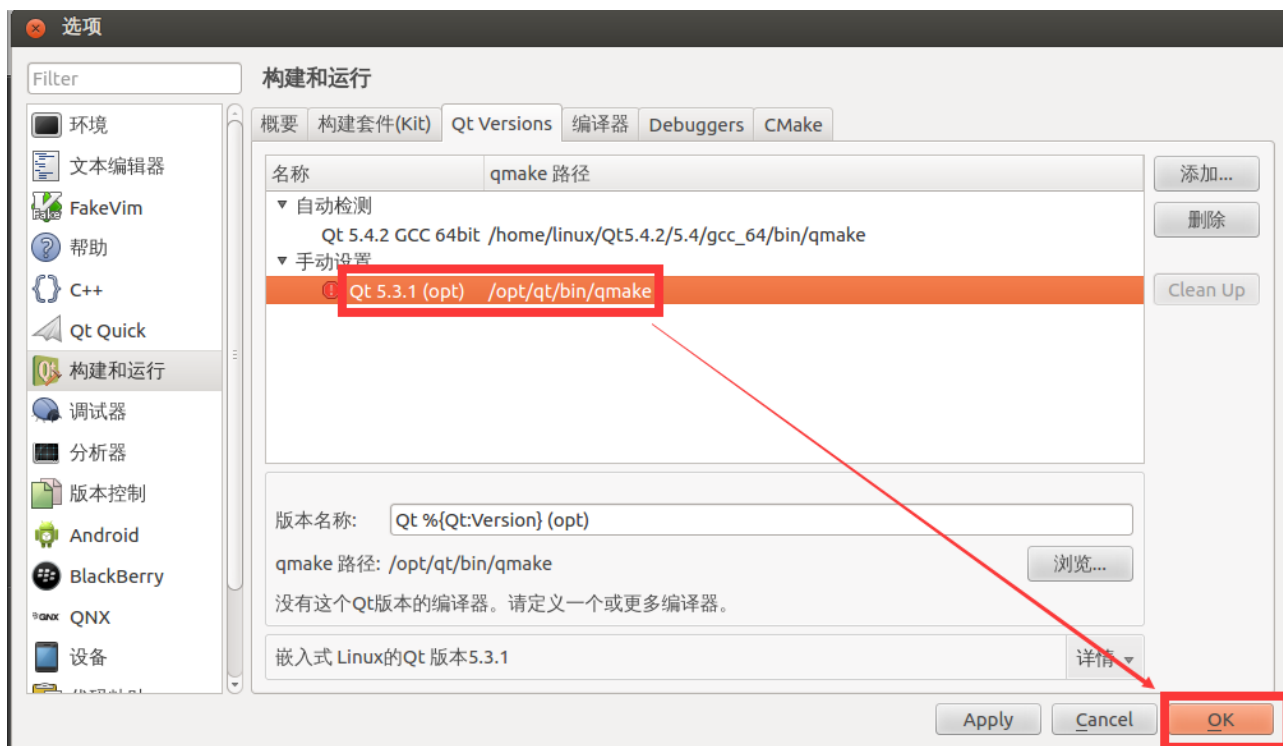 选项
Filter
构建和运行
环境
文本编辑器
FakeVim
帮助
C++
Qt Quick
构建和运行
调试器
分析器
版本控制
Android
BlackBerry
QNX
设备
概要 构建套件(Kit) Qt Versions 编译器 Debuggers CMake
名称 qmake 路径
自动检测
Qt 5.4.2 GCC 64bit /home/linux/Qt5.4.2/5.4/gcc_64/bin/qmake
手动设置
Qt 5.3.1 (opt) /opt/qt/bin/qmake
添加...
删除
Clean Up
版本名称: Qt %{Qt:Version} (opt)
qmake 路径: /opt/qt/bin/qmake 浏览...
没有这个Qt版本的编译器。请定义一个或更多编译器。
嵌入式 Linux的Qt 版本5.3.1 详情
Apply Cancel OK